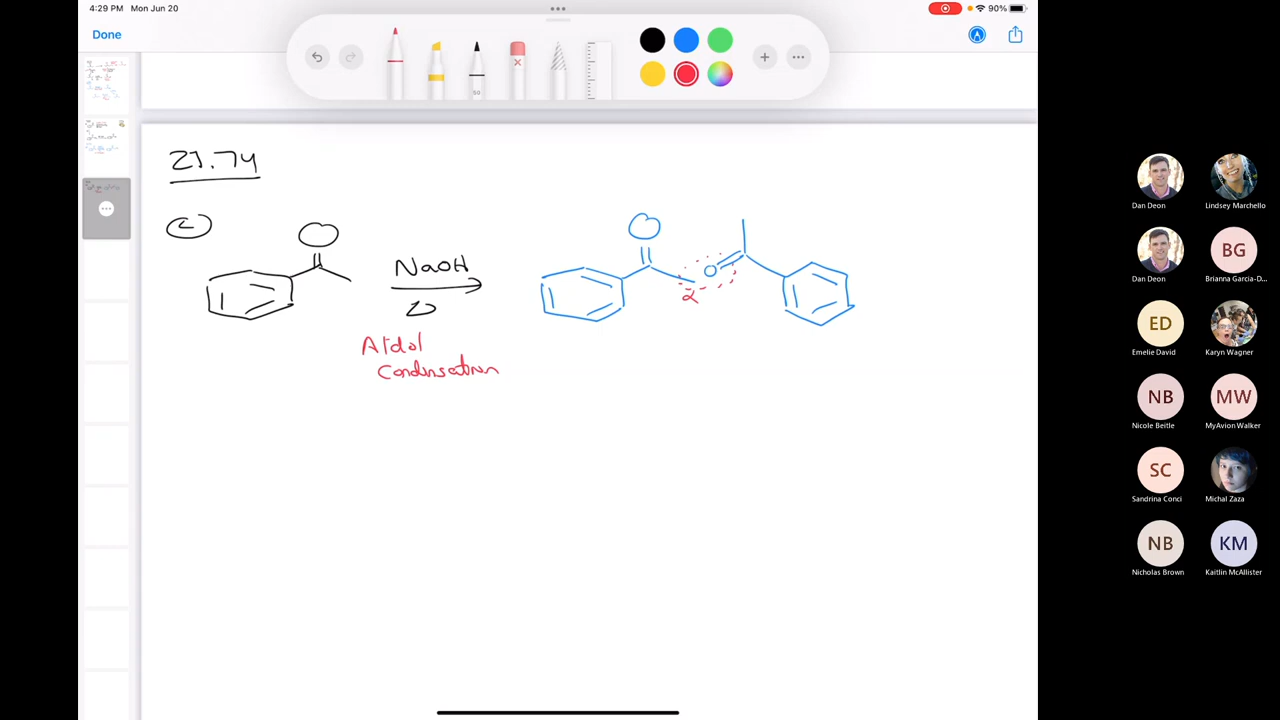 4:29 PM Mon Jun 20
90%
Done
50
21.74
C
O
NaOH
Δ
Aldol
Condensation
O
O
α
Dan Deon
Lindsey Marchello
Dan Deon
BG
Brianna Garcia-D...
ED
Emelie David
Karyn Wagner
NB
Nicole Beitle
MW
MyAvion Walker
SC
Sandrina Conci
Michal Zaza
NB
Nicholas Brown
KM
Kaitlin McAllister